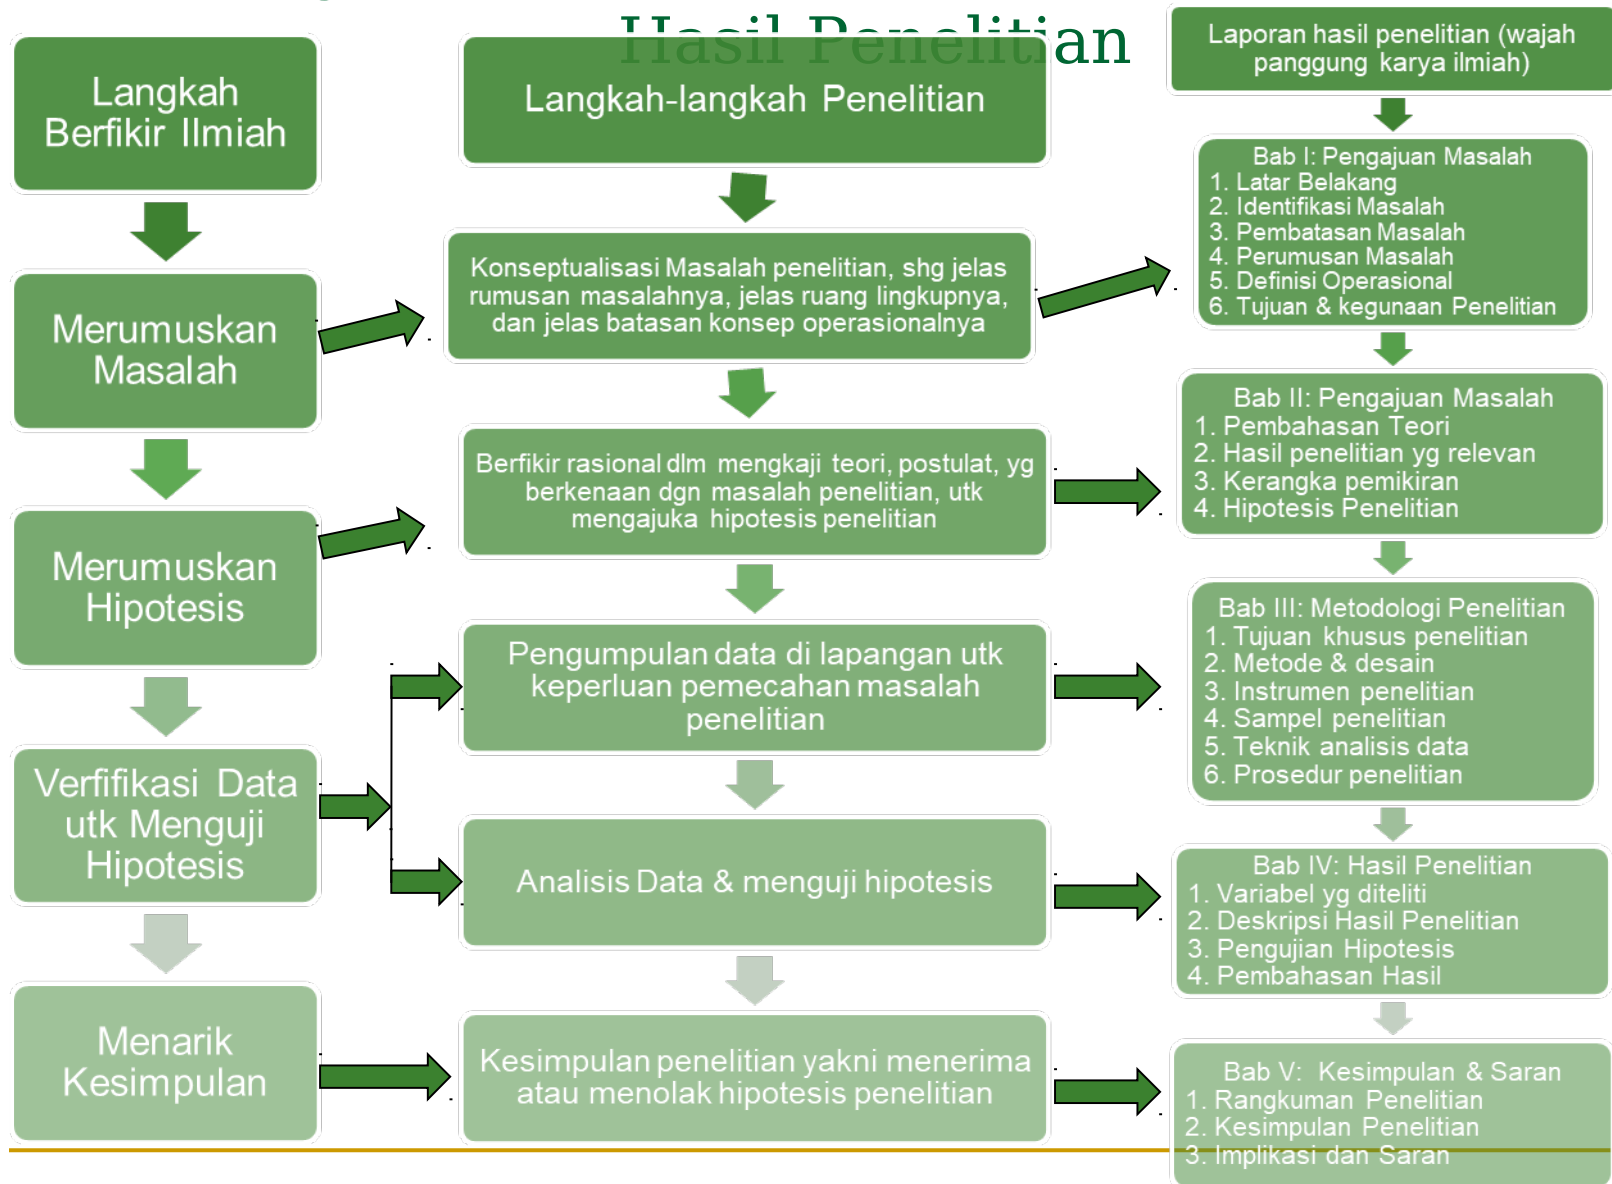 Hasil Penelitian
Langkah
Berfikir Ilmiah
Merumuskan
Masalah
Merumuskan
Hipotesis
Verfifikasi Data
utk Menguji
Hipotesis
Menarik
Kesimpulan
Langkah-langkah Penelitian
Konseptualisasi Masalah penelitian, shg jelas
rumusan masalahnya, jelas ruang lingkupnya,
dan jelas batasan konsep operasionalnya
Berfikir rasional dlm mengkaji teori, postulat, yg
berkenaan dgn masalah penelitian, utk
mengajuka hipotesis penelitian
Pengumpulan data di lapangan utk
keperluan pemecahan masalah
penelitian
Analisis Data & menguji hipotesis
Kesimpulan penelitian yakni menerima
atau menolak hipotesis penelitian
Laporan hasil penelitian (wajah
panggung karya ilmiah)
Bab I: Pengajuan Masalah
1. Latar Belakang
2. Identifikasi Masalah
3. Pembatasan Masalah
4. Perumusan Masalah
5. Definisi Operasional
6. Tujuan & kegunaan Penelitian
Bab II: Pengajuan Masalah
1. Pembahasan Teori
2. Hasil penelitian yg relevan
3. Kerangka pemikiran
4. Hipotesis Penelitian
Bab III: Metodologi Penelitian
1. Tujuan khusus penelitian
2. Metode & desain
3. Instrumen penelitian
4. Sampel penelitian
5. Teknik analisis data
6. Prosedur penelitian
Bab IV: Hasil Penelitian
1. Variabel yg diteliti
2. Deskripsi Hasil Penelitian
3. Pengujian Hipotesis
4. Pembahasan Hasil
Bab V: Kesimpulan & Saran
1. Rangkuman Penelitian
2. Kesimpulan Penelitian
3. Implikasi dan Saran